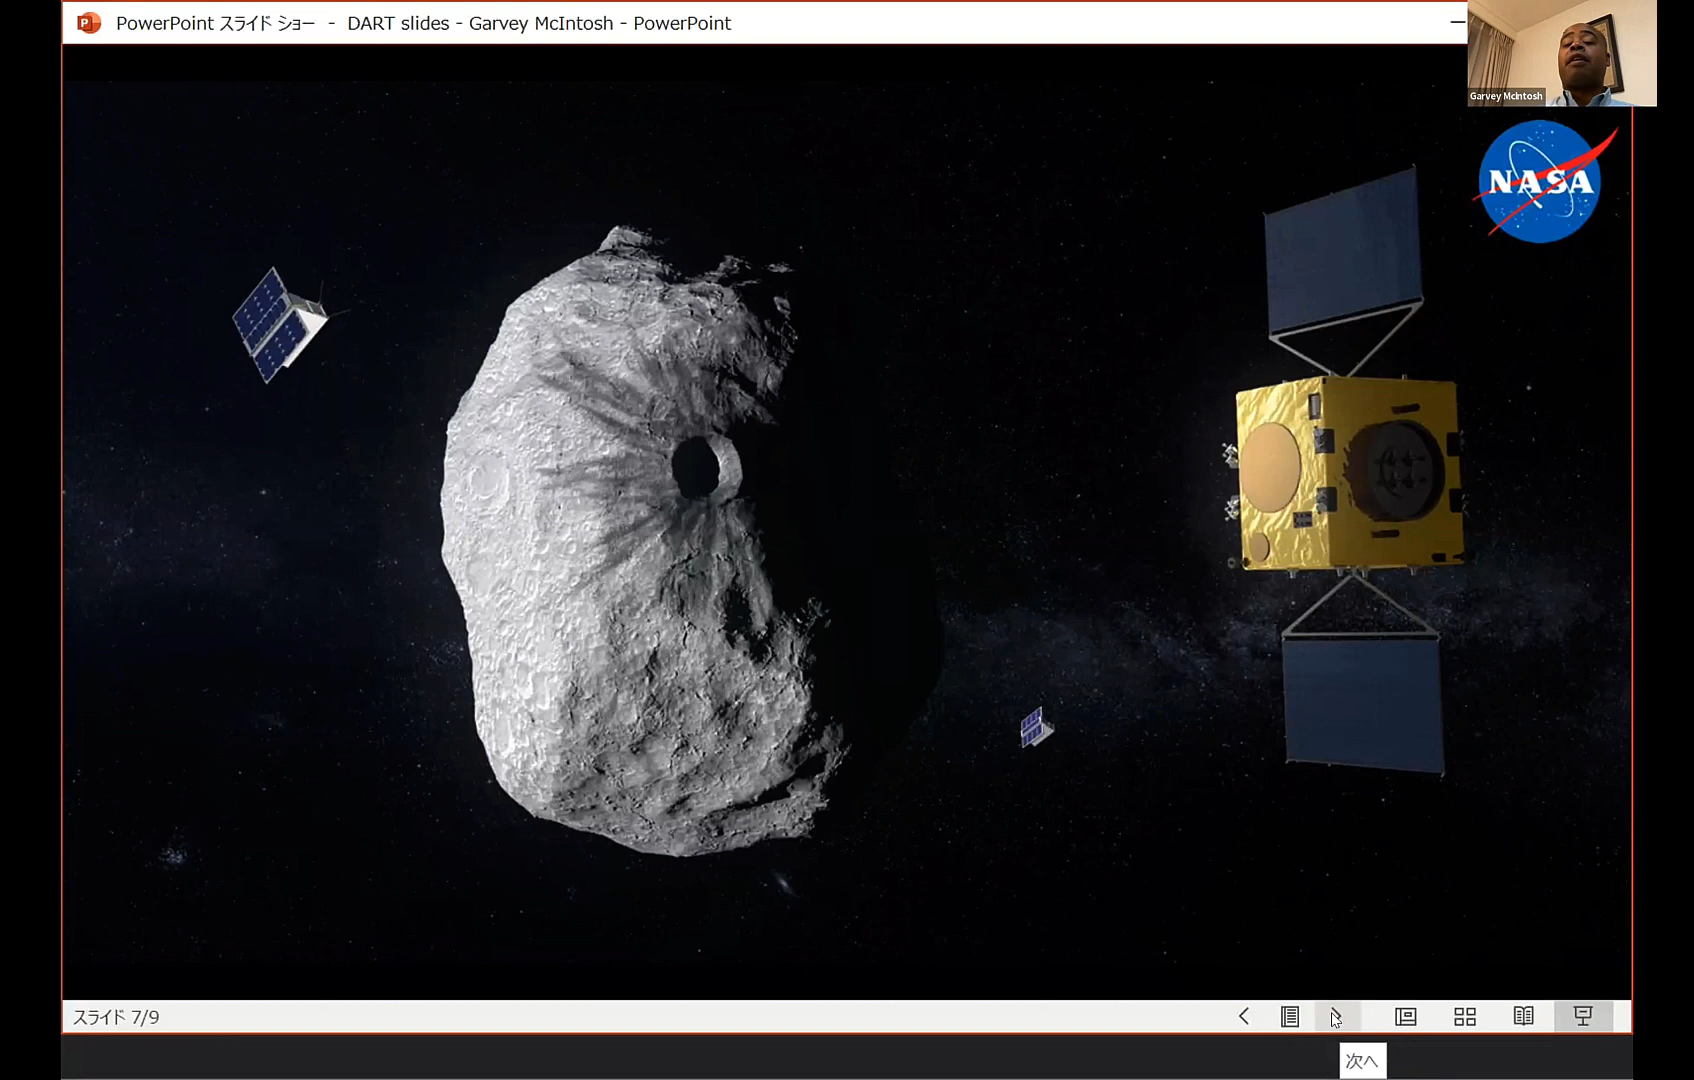 PowerPoint スライド ショー - DART slides - Garvey McIntosh - PowerPoint
Garvey McIntosh
NASA
スライド 7/9
次へ